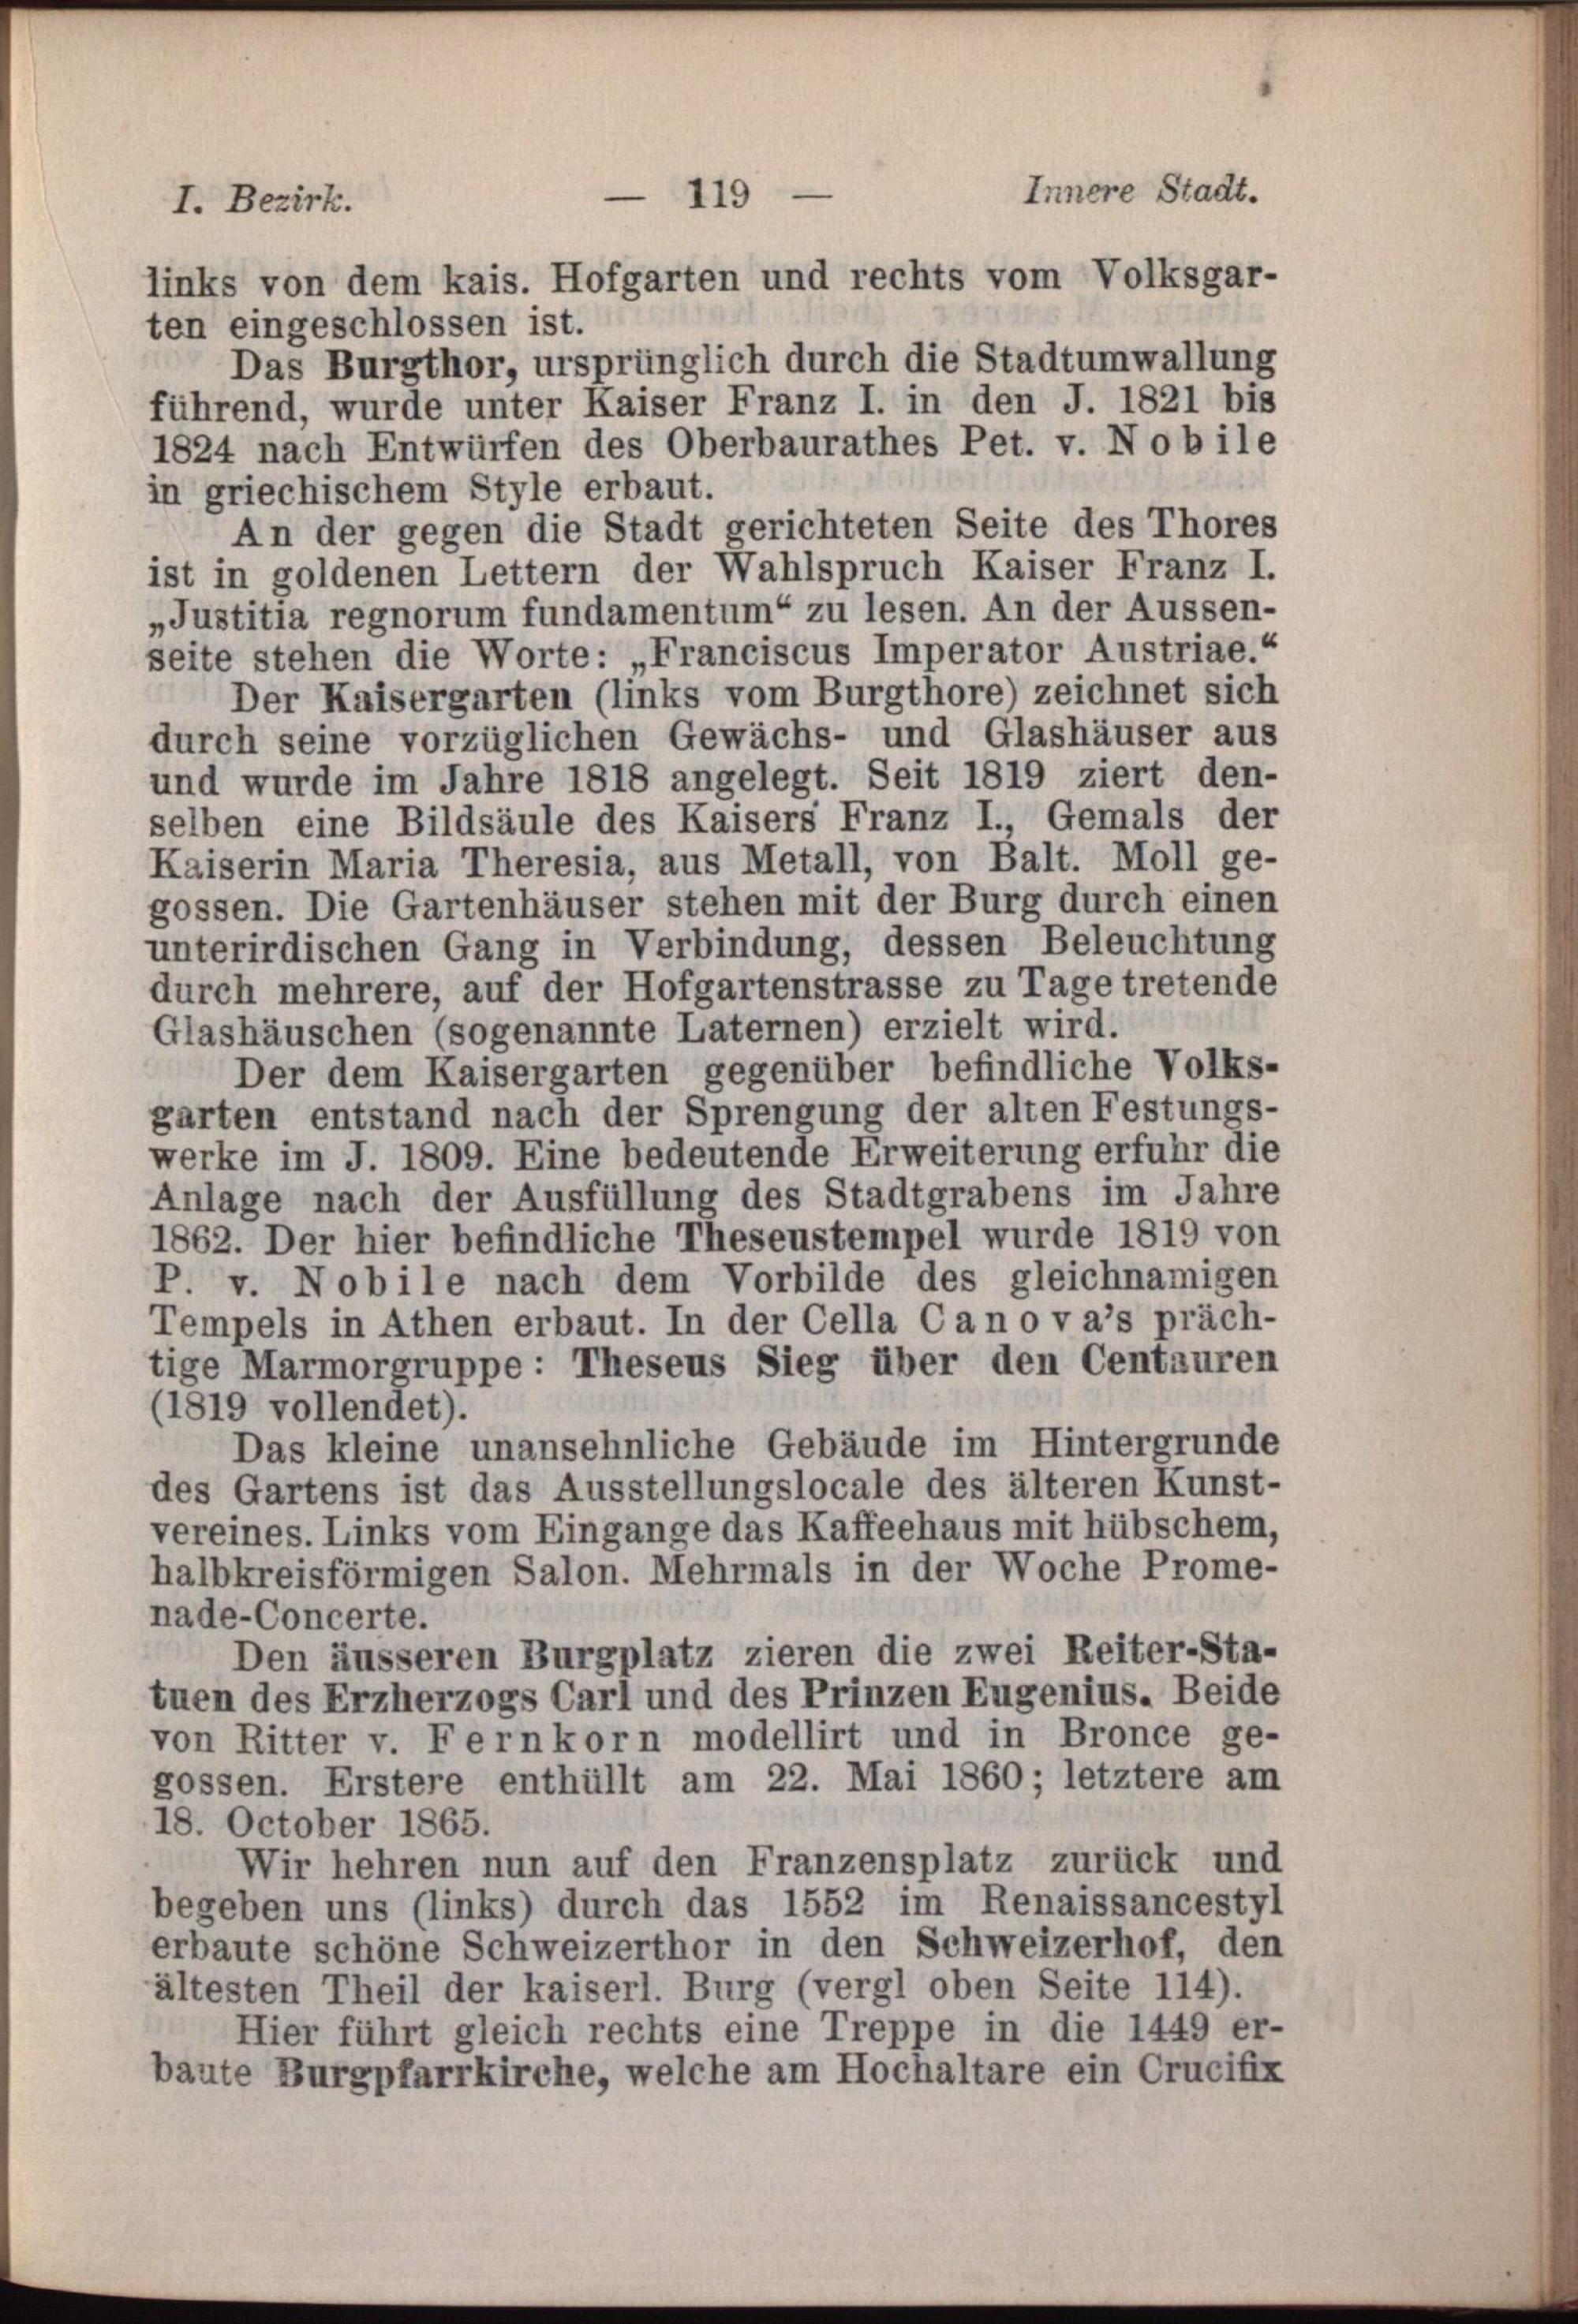 I. Bezirk. — 119 — Innere Stadt.
links von dem kais. Hofgarten und rechts vom Volksgar-
ten eingeschlossen ist.
Das Burgthor, ursprünglich durch die Stadtumwallung
führend, wurde unter Kaiser Franz I. in den J. 1821 bis
1824 nach Entwürfen des Oberbaurathes Pet. v. Nobile
in griechischem Style erbaut.
An der gegen die Stadt gerichteten Seite des Thores
ist in goldenen Lettern der Wahlspruch Kaiser Franz I.
„Justitia regnorum fundamentum“ zu lesen. An der Aussen-
seite stehen die Worte: „Franciscus Imperator Austriae.“
Der Kaisergarten (links vom Burgthore) zeichnet sich
durch seine vorzüglichen Gewächs- und Glashäuser aus
und wurde im Jahre 1818 angelegt. Seit 1819 ziert den-
selben eine Bildsäule des Kaisers Franz I., Gemals der
Kaiserin Maria Theresia, aus Metall, von Balt. Moll ge-
gossen. Die Gartenhäuser stehen mit der Burg durch einen
unterirdischen Gang in Verbindung, dessen Beleuchtung
durch mehrere, auf der Hofgartenstrasse zu Tage tretende
Glashäuschen (sogenannte Laternen) erzielt wird.
Der dem Kaisergarten gegenüber befindliche Volks-
garten entstand nach der Sprengung der alten Festungs-
werke im J. 1809. Eine bedeutende Erweiterung erfuhr die
Anlage nach der Ausfüllung des Stadtgrabens im Jahre
1862. Der hier befindliche Theseustempel wurde 1819 von
P. v. Nobile nach dem Vorbilde des gleichnamigen
Tempels in Athen erbaut. In der Cella Canova's präch-
tige Marmorgruppe: Theseus Sieg über den Centauren
(1819 vollendet).
Das kleine unansehnliche Gebäude im Hintergrunde
des Gartens ist das Ausstellungslocale des älteren Kunst-
vereines. Links vom Eingange das Kaffeehaus mit hübschem,
halbkreisförmigen Salon. Mehrmals in der Woche Prome-
nade-Concerte.
Den äusseren Burgplatz zieren die zwei Reiter-Sta-
tuen des Erzherzogs Carl und des Prinzen Eugenius. Beide
von Ritter v. Fernkorn modellirt und in Bronce ge-
gossen. Erstere enthüllt am 22. Mai 1860; letztere am
18. October 1865.
Wir hehren nun auf den Franzensplatz zurück und
begeben uns (links) durch das 1552 im Renaissancestyl
erbaute schöne Schweizerthor in den Schweizerhof, den
ältesten Theil der kaiserl. Burg (vergl oben Seite 114).
Hier führt gleich rechts eine Treppe in die 1449 er-
baute Burgpfarrkirche, welche am Hochaltare ein Crucifix